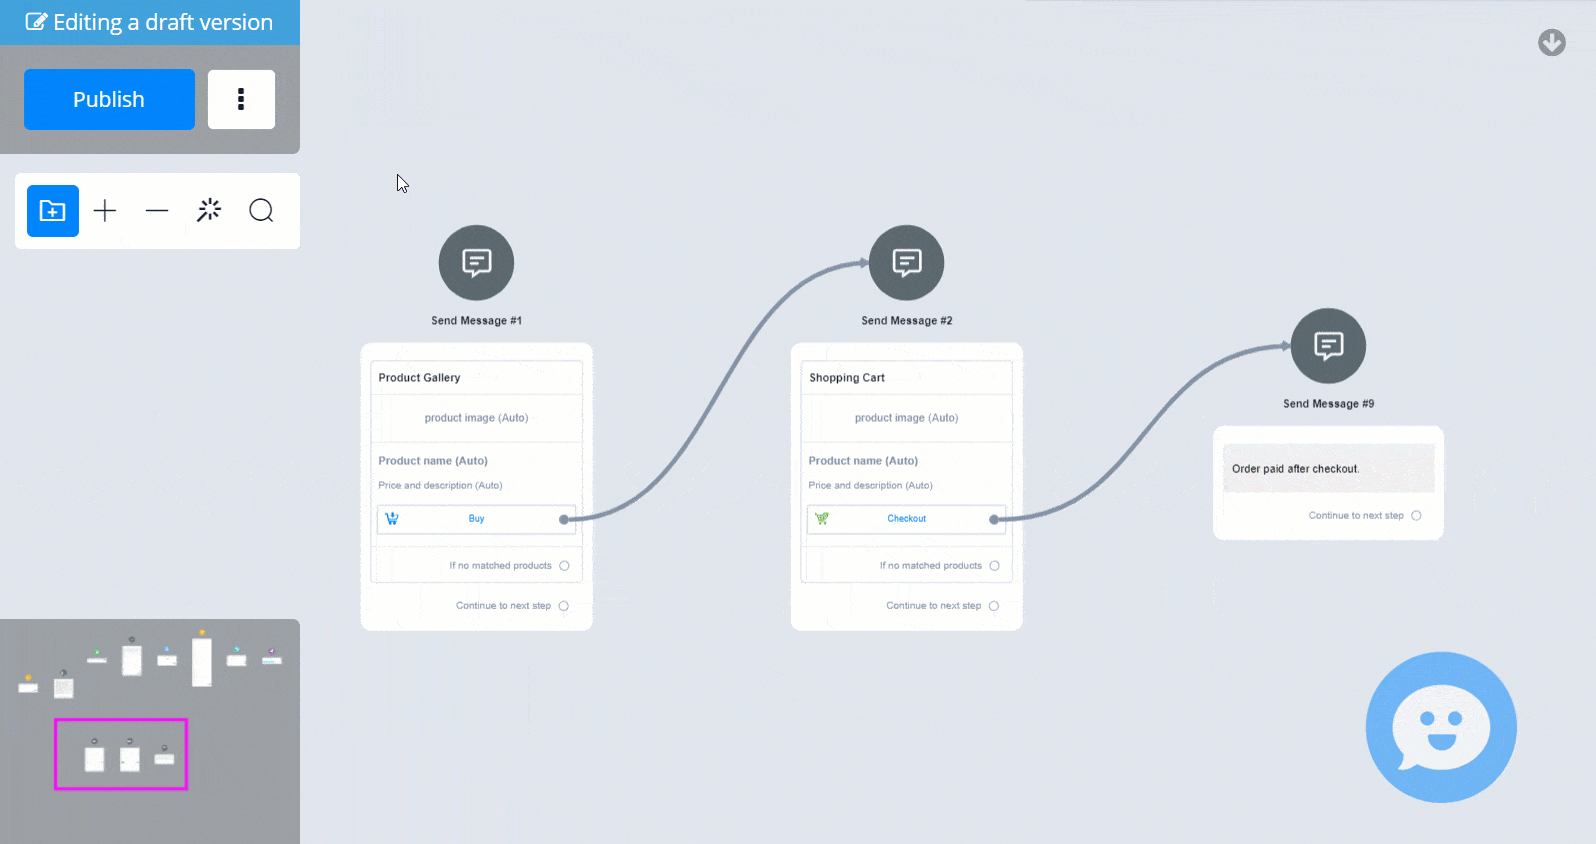 Editing a draft version
Publish
Send Message #1
Product Gallery
product image (Auto)
Product name (Auto)
Price and description (Auto)
Buy
If no matched products
Continue to next step
Send Message #2
Shopping Cart
product image (Auto)
Product name (Auto)
Price and description (Auto)
Checkout
If no matched products
Continue to next step
Send Message #9
Order paid after checkout.
Continue to next step